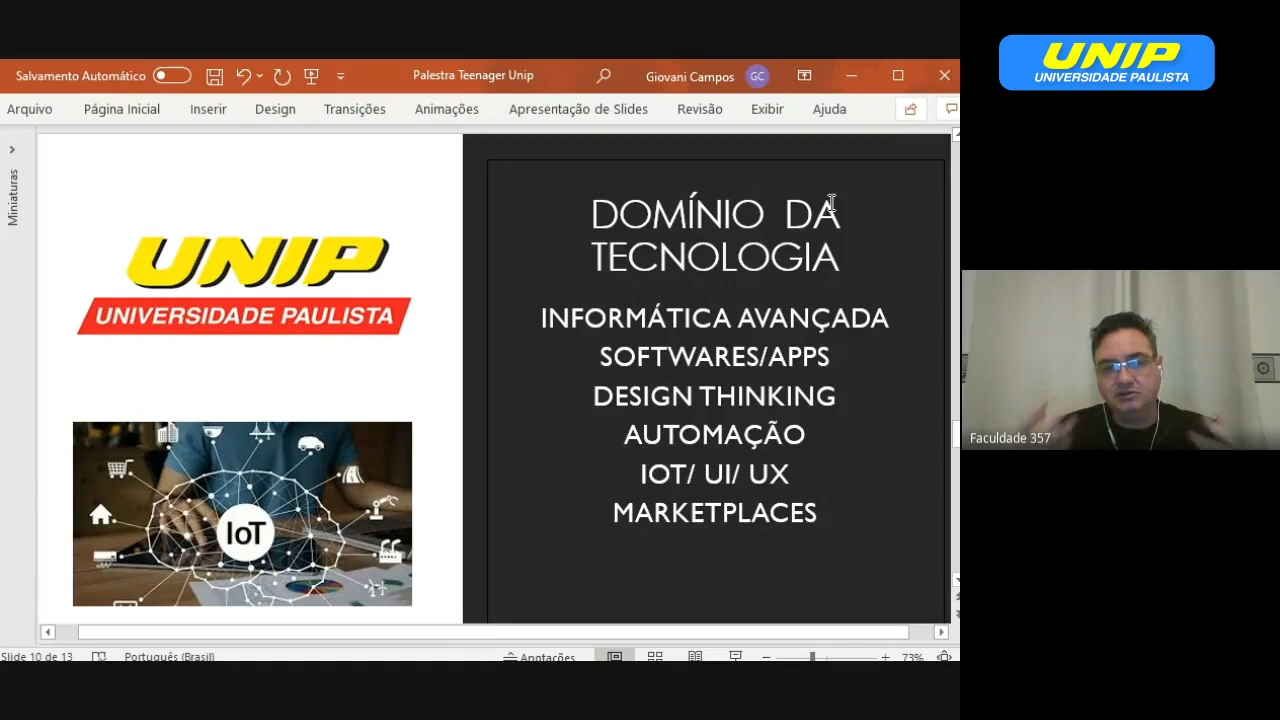 Salvamento Automático
Palestra Teenager Unip
Giovani Campos
GC
Arquivo
Página Inicial
Inserir
Design
Transições
Animações
Apresentação de Slides
Revisão
Exibir
Ajuda
Miniaturas
UNIP
UNIVERSIDADE PAULISTA
IoT
DOMÍNIO DA
TECNOLOGIA
INFORMÁTICA AVANÇADA
SOFTWARES/APPS
DESIGN THINKING
AUTOMAÇÃO
IOT/ UI/ UX
MARKETPLACES
Slide 10 de 13
Português (Brasil)
Anotações
73%
UNIP
UNIVERSIDADE PAULISTA
Faculdade 357